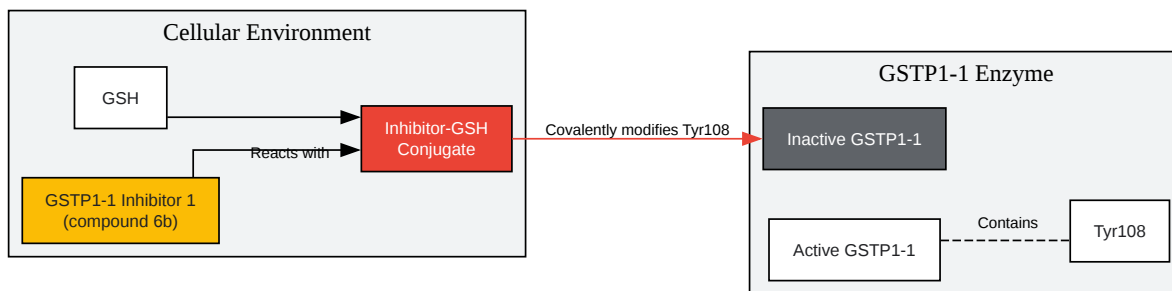 Cellular Environment
GSH
Inhibitor-GSH
Conjugate
Reacts with
GSTP1-1 Inhibitor 1
(compound 6b)
Covalently modifies Tyr108
GSTP1-1 Enzyme
Inactive GSTP1-1
Active GSTP1-1
Contains
Tyr108